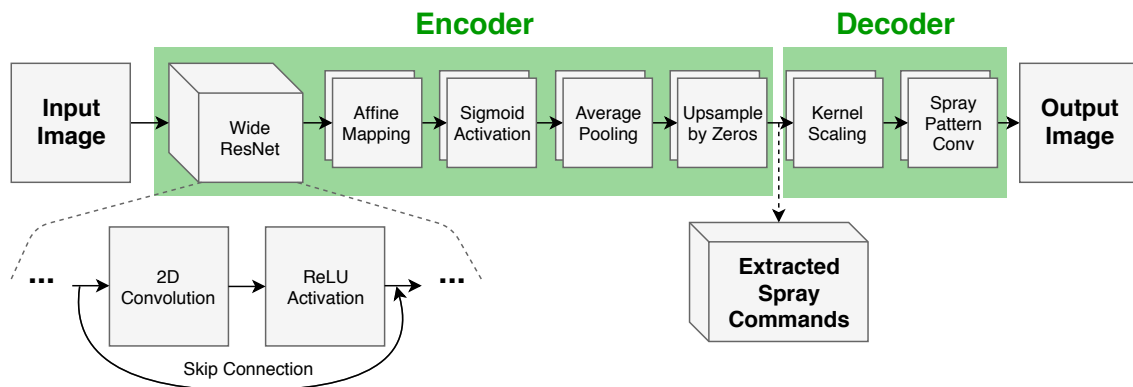 Encoder
Decoder
Input
Image
Wide
ResNet
Affine
Mapping
Sigmoid
Activation
Average
Pooling
Upsample
by Zeros
Kernel
Scaling
Spray
Pattern
Conv
Output
Image
...
2D
Convolution
ReLU
Activation
...
Skip Connection
Extracted
Spray
Commands